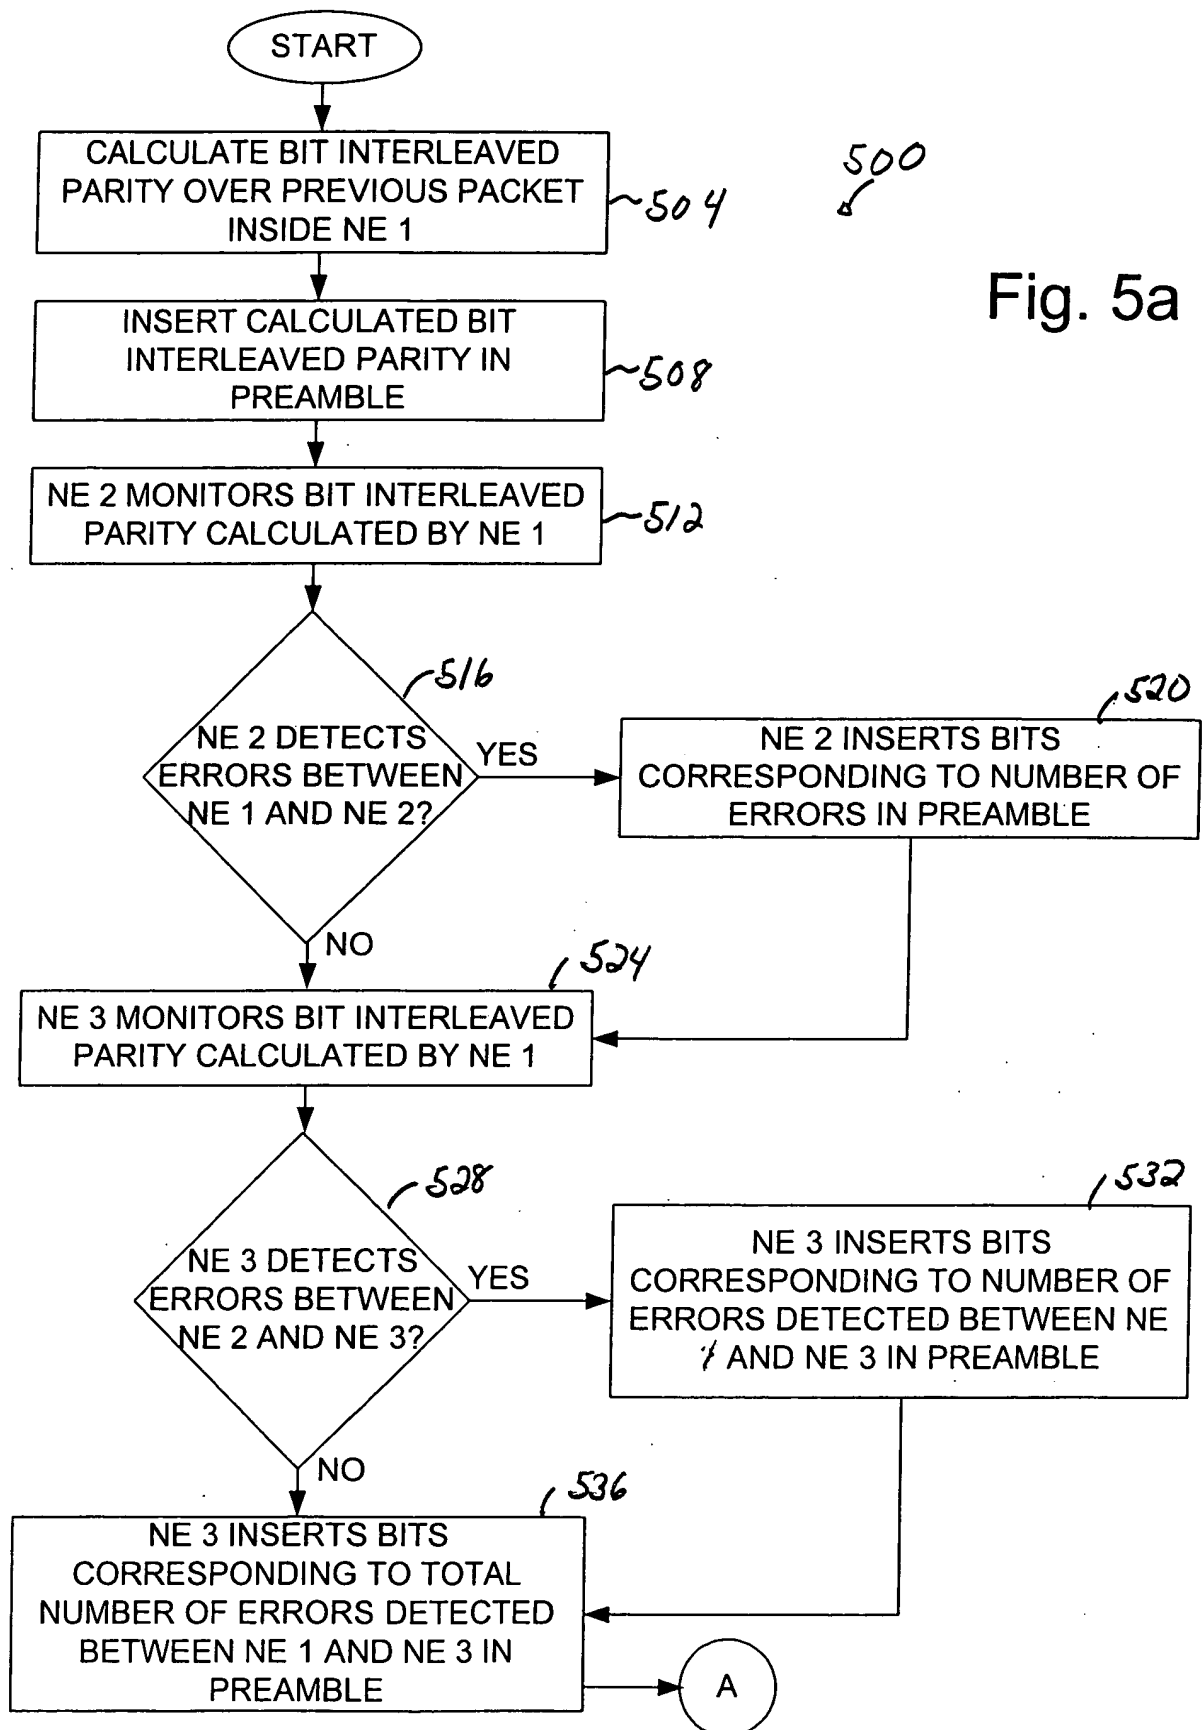 START
CALCULATE BIT INTERLEAVED
PARITY OVER PREVIOUS PACKET
INSIDE NE 1
504
500
Fig. 5a
INSERT CALCULATED BIT
INTERLEAVED PARITY IN
PREAMBLE
508
NE 2 MONITORS BIT INTERLEAVED
PARITY CALCULATED BY NE 1
512
516
NE 2 DETECTS
ERRORS BETWEEN
NE 1 AND NE 2?
YES
520
NE 2 INSERTS BITS
CORRESPONDING TO NUMBER OF
ERRORS IN PREAMBLE
NO
524
NE 3 MONITORS BIT INTERLEAVED
PARITY CALCULATED BY NE 1
528
NE 3 DETECTS
ERRORS BETWEEN
NE 2 AND NE 3?
YES
532
NE 3 INSERTS BITS
CORRESPONDING TO NUMBER OF
ERRORS DETECTED BETWEEN NE
AND NE 3 IN PREAMBLE
NO
536
NE 3 INSERTS BITS
CORRESPONDING TO TOTAL
NUMBER OF ERRORS DETECTED
BETWEEN NE 1 AND NE 3 IN
PREAMBLE
A